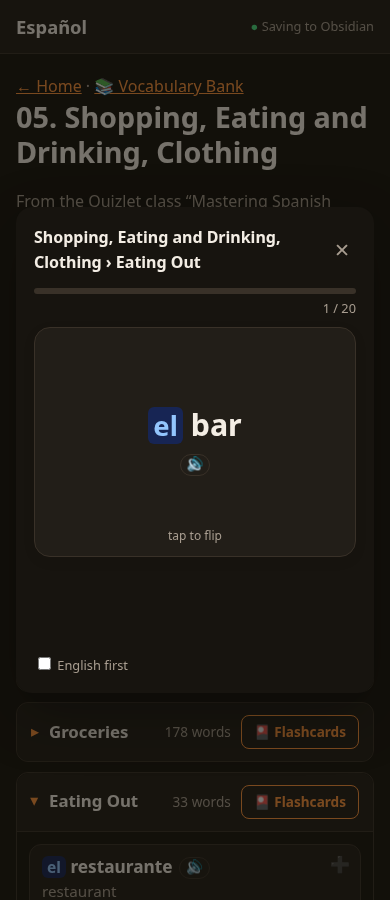 Español
● Saving to Obsidian
← Home · 📚 Vocabulary Bank
05. Shopping, Eating and
Drinking, Clothing
From the Quizlet class “Mastering Spanish
Shopping, Eating and Drinking,
Clothing › Eating Out
✕
1 / 20
el bar
🔊
tap to flip
English first
▸ Groceries 178 words 🎴 Flashcards
▾ Eating Out 33 words 🎴 Flashcards
el restaurante 🔊 ➕
restaurant